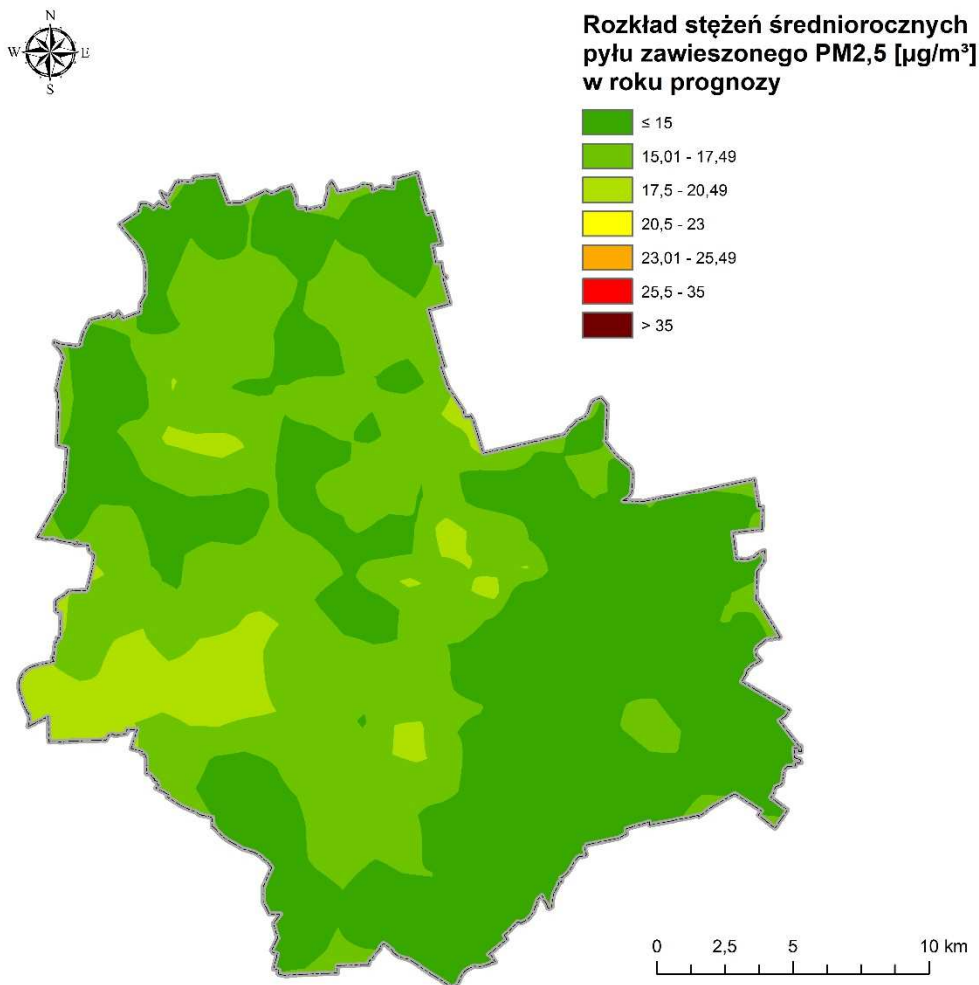 N
W E
S
Rozkład stężeń średniorocznych
pyłu zawieszonego PM2,5 [µg/m³]
w roku prognozy
≤ 15
15,01 - 17,49
17,5 - 20,49
20,5 - 23
23,01 - 25,49
25,5 - 35
> 35
0 2,5 5 10 km